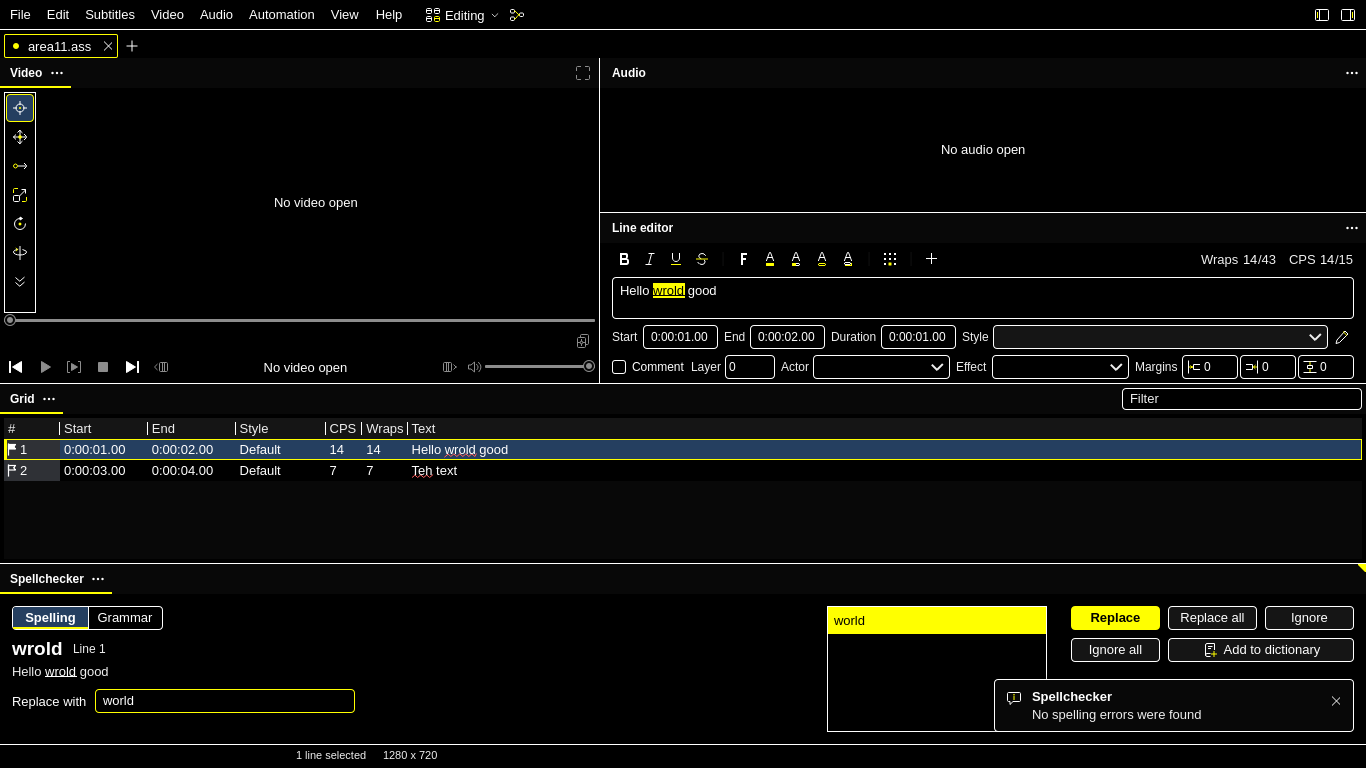 File Edit Subtitles Video Audio Automation View Help Editing
area11.ass
Video
No video open
No video open
Audio
No audio open
Line editor
B I U S F A A A A Wraps 14/43 CPS 14/15
Hello wrold good
Start 0:00:01.00 End 0:00:02.00 Duration 0:00:01.00 Style
Comment Layer 0 Actor Effect Margins 0 0 0
Grid Filter
# Start End Style CPS Wraps Text
1 0:00:01.00 0:00:02.00 Default 14 14 Hello wrold good
2 0:00:03.00 0:00:04.00 Default 7 7 Teh text
Spellchecker
Spelling Grammar
wrold Line 1
Hello wrold good
Replace with world
world
Replace Replace all Ignore
Ignore all Add to dictionary
Spellchecker
No spelling errors were found
1 line selected 1280 x 720